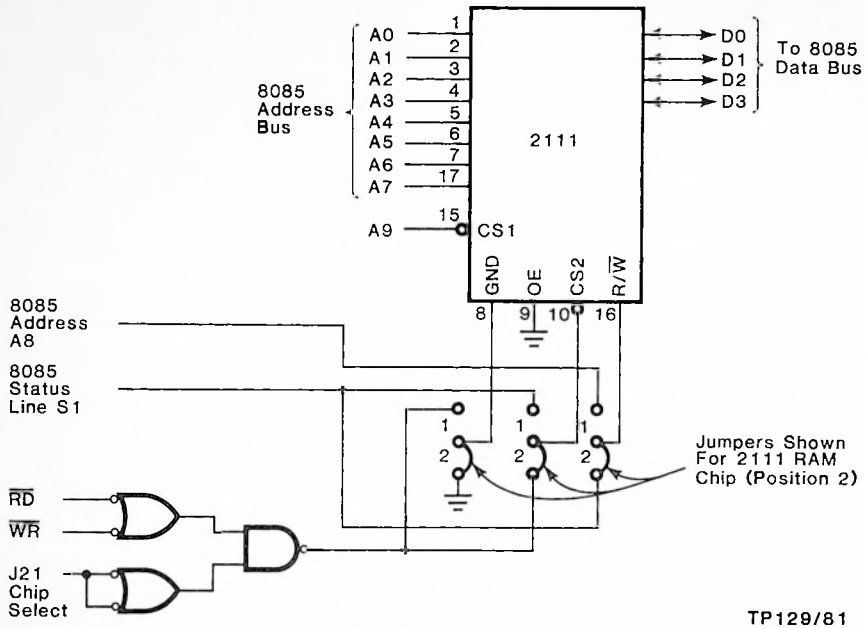 8085
Address
Bus
A0
A1
A2
A3
A4
A5
A6
A7
A9
1
2
3
4
5
6
7
17
15
2111
CS1
GND
OE
CS2
R/W̅
8
9
10
16
D0
D1
D2
D3
To 8085
Data Bus
8085
Address
A8
8085
Status
Line S1
1
2
1
2
1
2
Jumpers Shown
For 2111 RAM
Chip (Position 2)
R̅D̅
W̅R̅
J21
Chip
Select
TP129/81